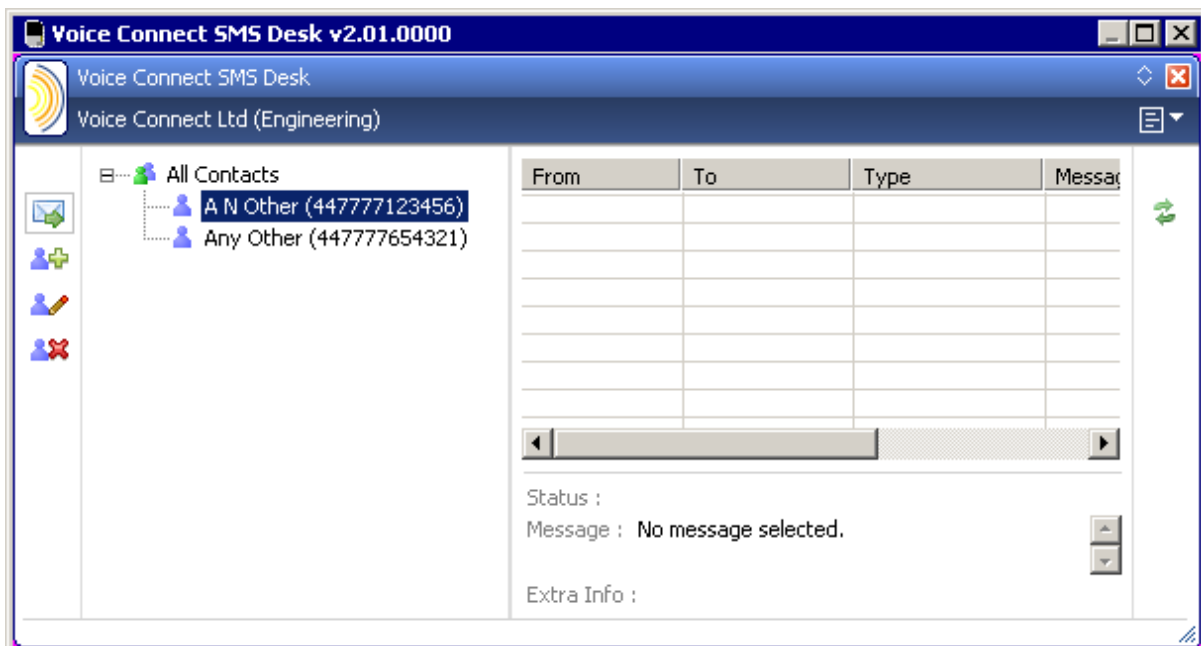 Voice Connect SMS Desk v2.01.0000
Voice Connect SMS Desk
Voice Connect Ltd (Engineering)
All Contacts
A N Other (447777123456)
Any Other (447777654321)
From To Type Messag
Status :
Message : No message selected.
Extra Info :